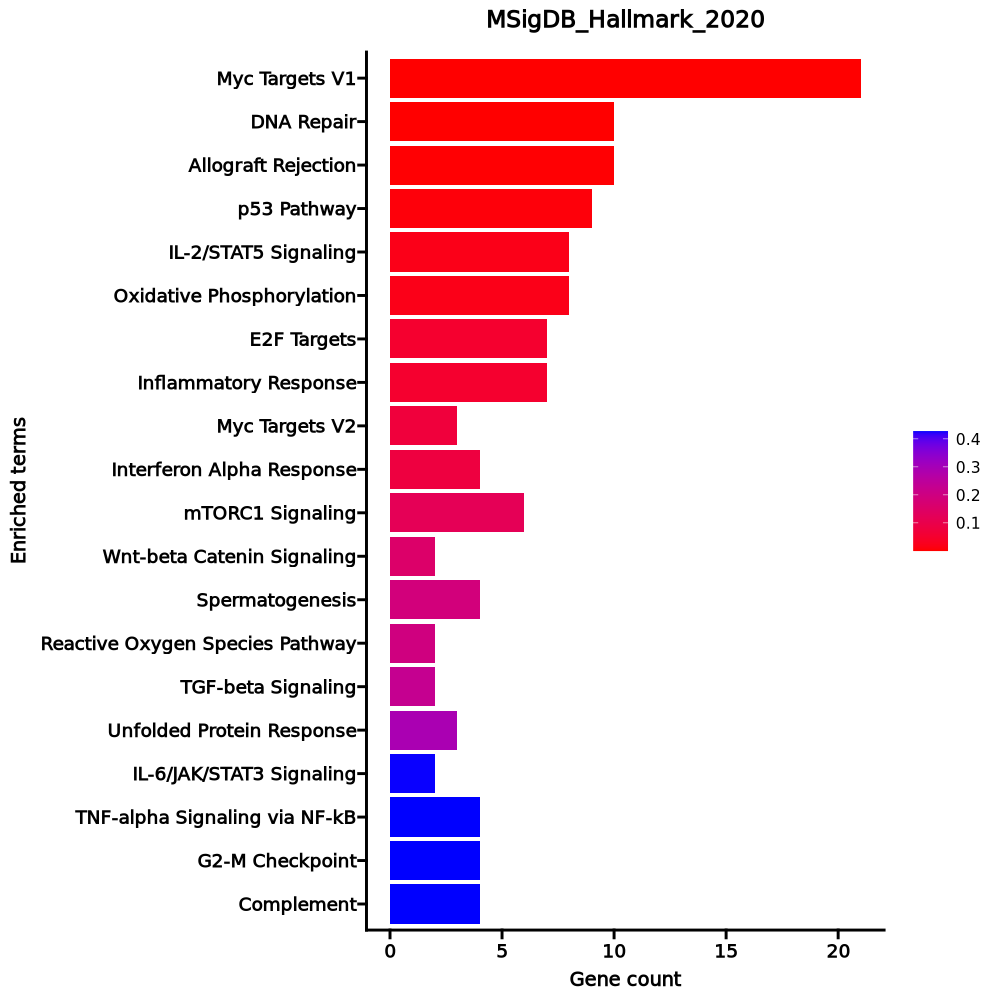 MSigDB_Hallmark_2020
Myc Targets V1
DNA Repair
Allograft Rejection
p53 Pathway
IL-2/STAT5 Signaling
Oxidative Phosphorylation
E2F Targets
Inflammatory Response
Myc Targets V2
Interferon Alpha Response
mTORC1 Signaling
Wnt-beta Catenin Signaling
Spermatogenesis
Reactive Oxygen Species Pathway
TGF-beta Signaling
Unfolded Protein Response
IL-6/JAK/STAT3 Signaling
TNF-alpha Signaling via NF-kB
G2-M Checkpoint
Complement
Enriched terms
0 5 10 15 20
Gene count
0.4
0.3
0.2
0.1